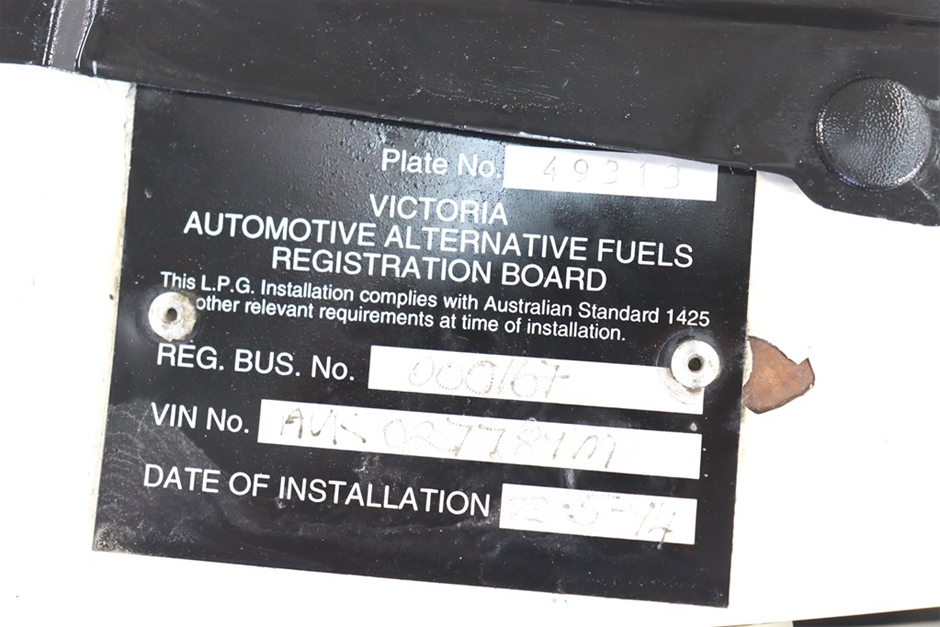 Plate No. 49313
VICTORIA
AUTOMOTIVE ALTERNATIVE FUELS
REGISTRATION BOARD
This L.P.G. Installation complies with Australian Standard 1425
other relevant requirements at time of installation.
REG. BUS. No.
VIN No.
DATE OF INSTALLATION